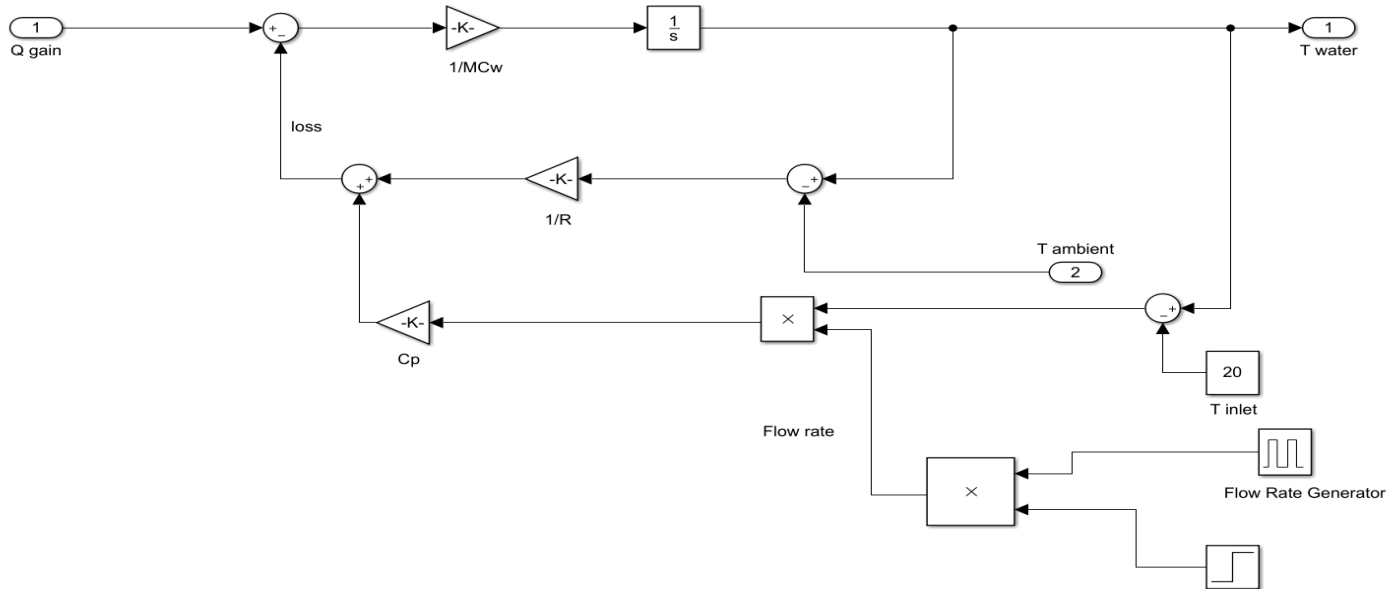 1
Q gain
+
−
-K-
1/MCw
1
s
1
T water
loss
+
+
-K-
1/R
−
+
T ambient
2
-K-
Cp
×
−
+
20
T inlet
Flow rate
×
Flow Rate Generator